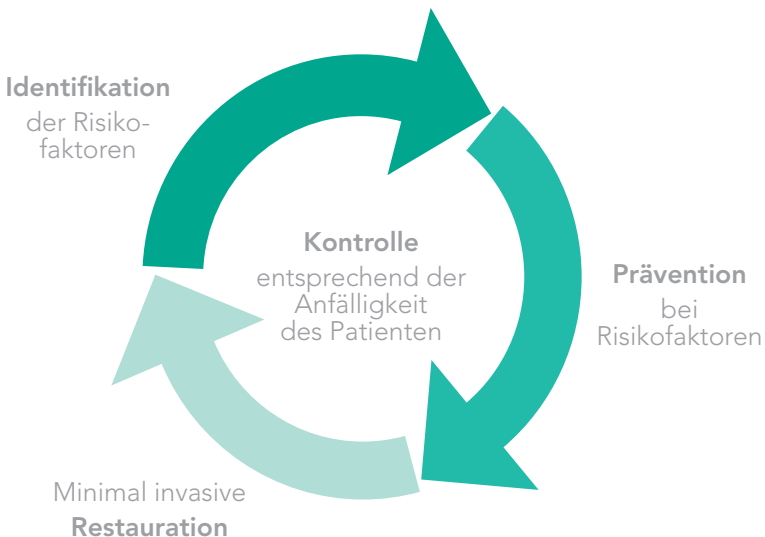 Identifikation
der Risiko-
faktoren
Kontrolle
entsprechend der
Anfälligkeit
des Patienten
Prävention
bei
Risikofaktoren
Minimal invasive
Restauration